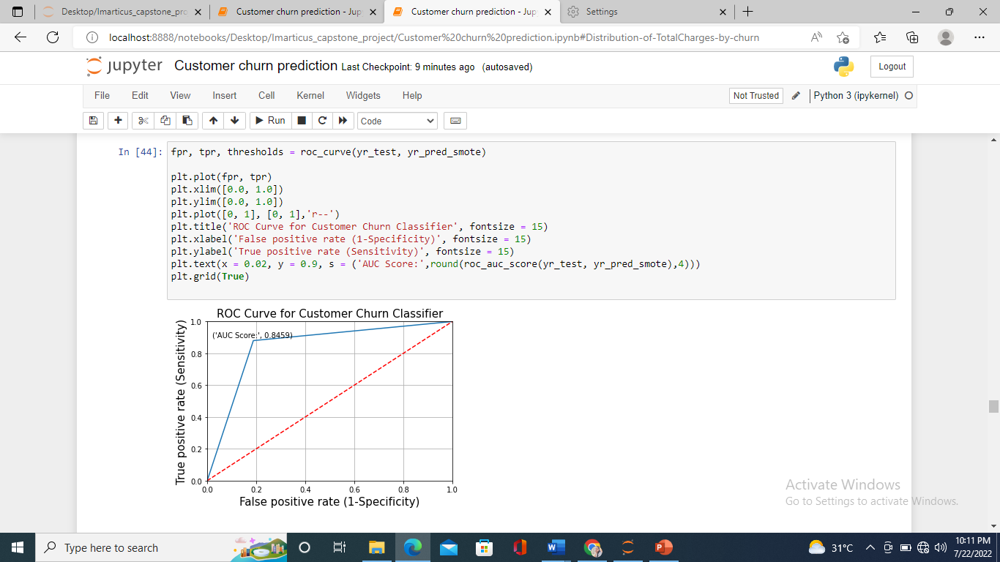 Desktop/Imarticus_capstone_pro
Customer churn prediction - Jup
Customer churn prediction - Jup
Settings
localhost:8888/notebooks/Desktop/Imarticus_capstone_project/Customer%20churn%20prediction.ipynb#Distribution-of-TotalCharges-by-churn
jupyter Customer churn prediction Last Checkpoint: 9 minutes ago (autosaved)
Logout
File Edit View Insert Cell Kernel Widgets Help
Not Trusted
Python 3 (ipykernel)
Run
Code
In [44]: fpr, tpr, thresholds = roc_curve(yr_test, yr_pred_smote)
plt.plot(fpr, tpr)
plt.xlim([0.0, 1.0])
plt.ylim([0.0, 1.0])
plt.plot([0, 1], [0, 1],'r--')
plt.title('ROC Curve for Customer Churn Classifier', fontsize = 15)
plt.xlabel('False positive rate (1-Specificity)', fontsize = 15)
plt.ylabel('True positive rate (Sensitivity)', fontsize = 15)
plt.text(x = 0.02, y = 0.9, s = ('AUC Score:',round(roc_auc_score(yr_test, yr_pred_smote),4)))
plt.grid(True)
ROC Curve for Customer Churn Classifier
True positive rate (Sensitivity)
1.0
('AUC Score:', 0.8459)
0.8
0.6
0.4
0.2
0.0
0.0 0.2 0.4 0.6 0.8 1.0
False positive rate (1-Specificity)
Activate Windows
Go to Settings to activate Windows.
Type here to search
31°C
10:11 PM
7/22/2022